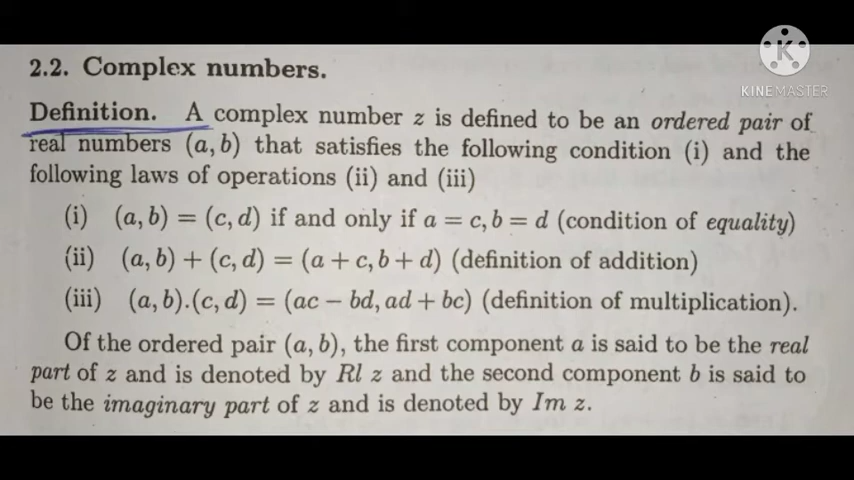 KINEMASTER
2.2. Complex numbers.
Definition. A complex number z is defined to be an ordered pair of
real numbers (a, b) that satisfies the following condition (i) and the
following laws of operations (ii) and (iii)
(i) (a, b) = (c, d) if and only if a = c, b = d (condition of equality)
(ii) (a, b) + (c, d) = (a + c, b + d) (definition of addition)
(iii) (a, b).(c, d) = (ac − bd, ad + bc) (definition of multiplication).
Of the ordered pair (a, b), the first component a is said to be the real
part of z and is denoted by Rl z and the second component b is said to
be the imaginary part of z and is denoted by Im z.